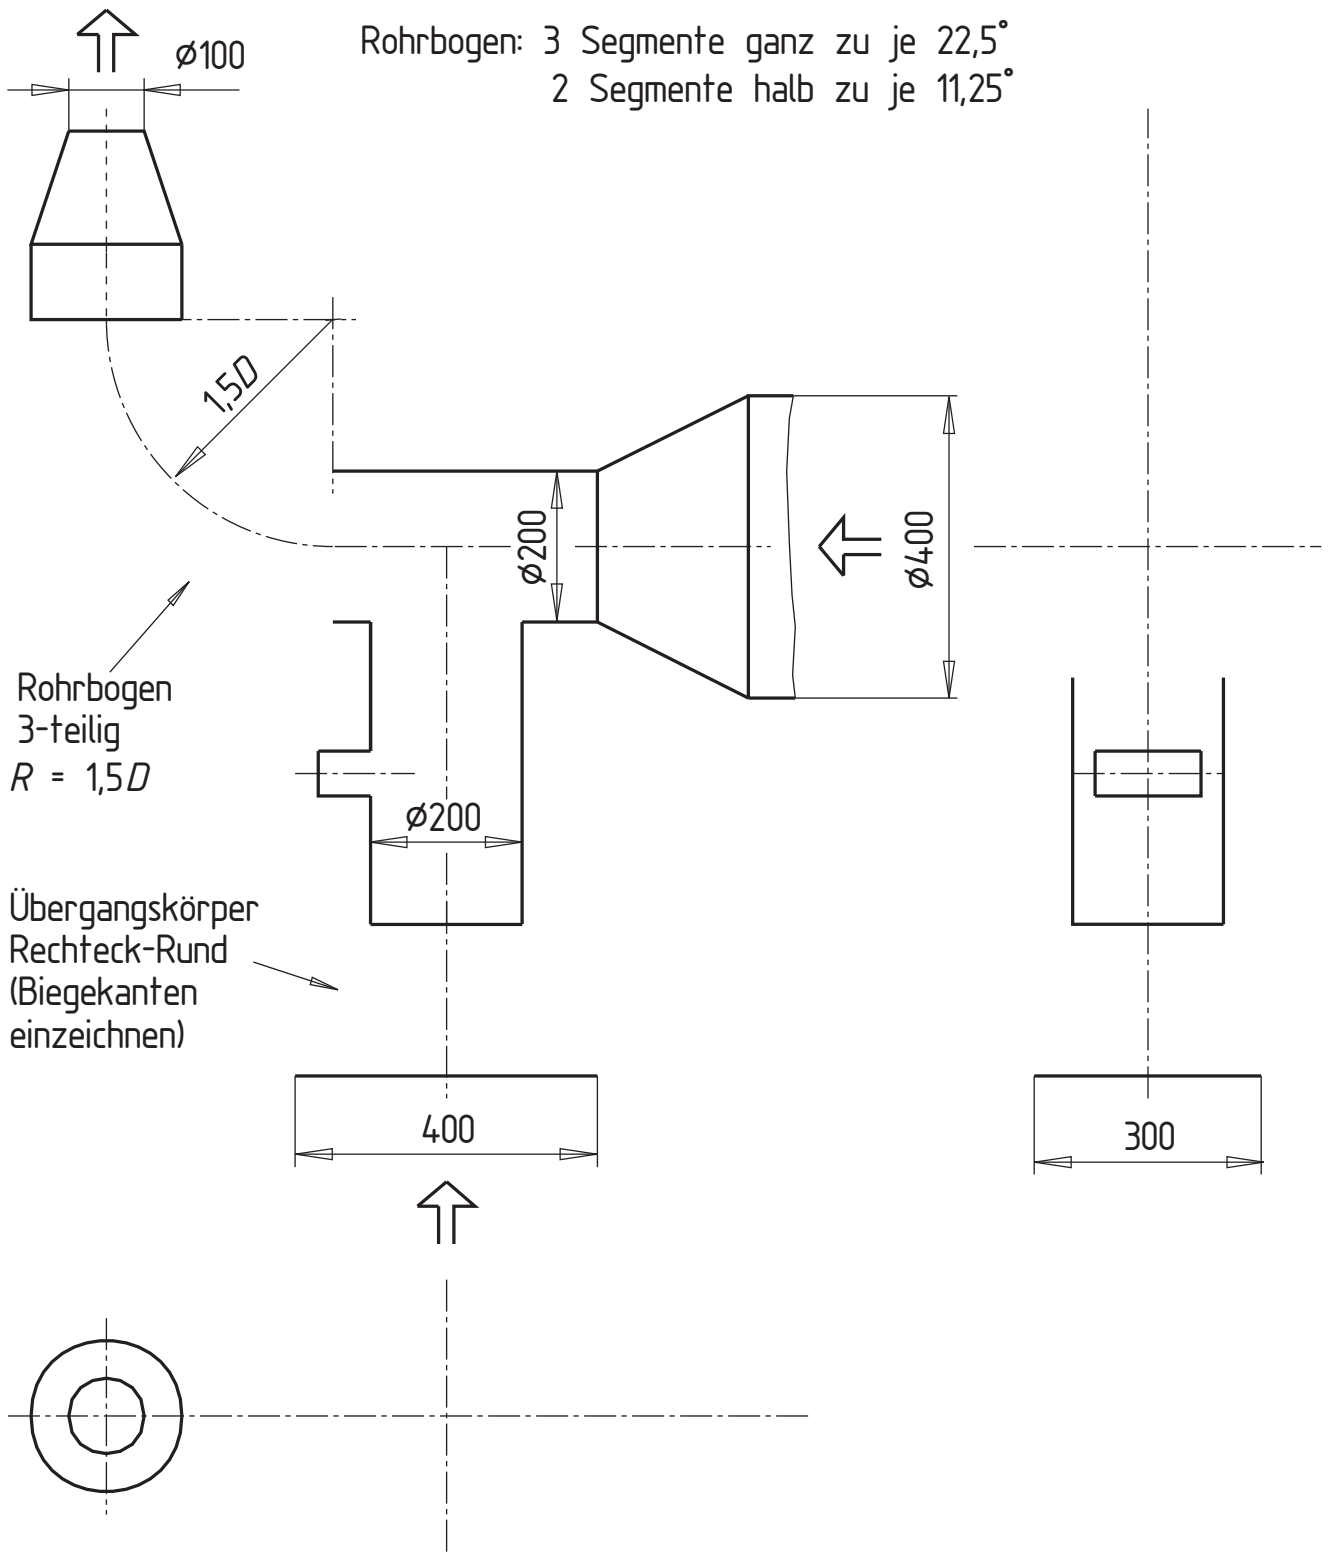 Rohrbogen: 3 Segmente ganz zu je 22,5°
2 Segmente halb zu je 11,25°
ø100
1,5D
ø200
ø400
Rohrbogen
3-teilig
R = 1,5D
ø200
Übergangskörper
Rechteck-Rund
(Biegekanten
einzeichnen)
400
300